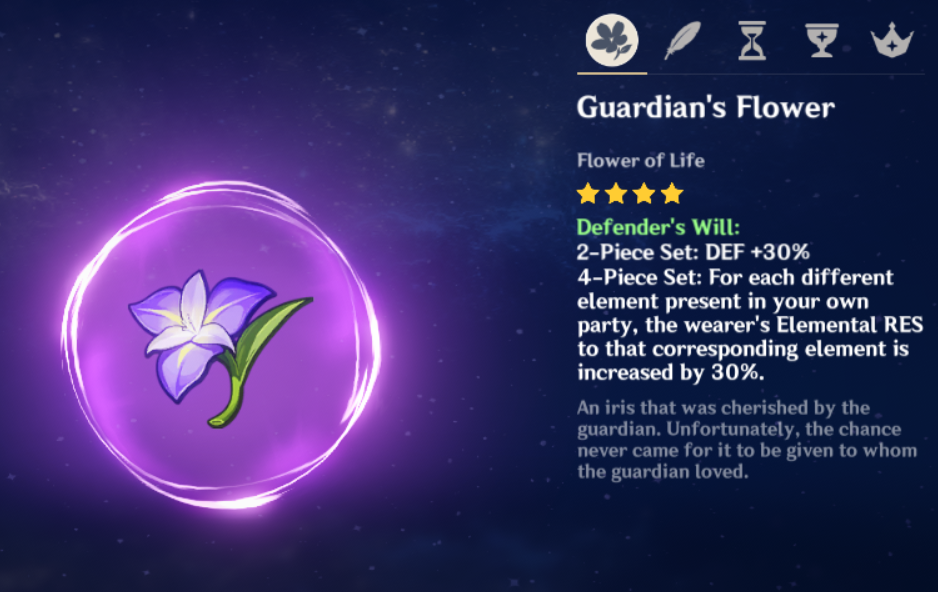 Guardian's Flower
Flower of Life
Defender's Will:
2-Piece Set: DEF +30%
4-Piece Set: For each different
element present in your own
party, the wearer's Elemental RES
to that corresponding element is
increased by 30%.
An iris that was cherished by the
guardian. Unfortunately, the chance
never came for it to be given to whom
the guardian loved.